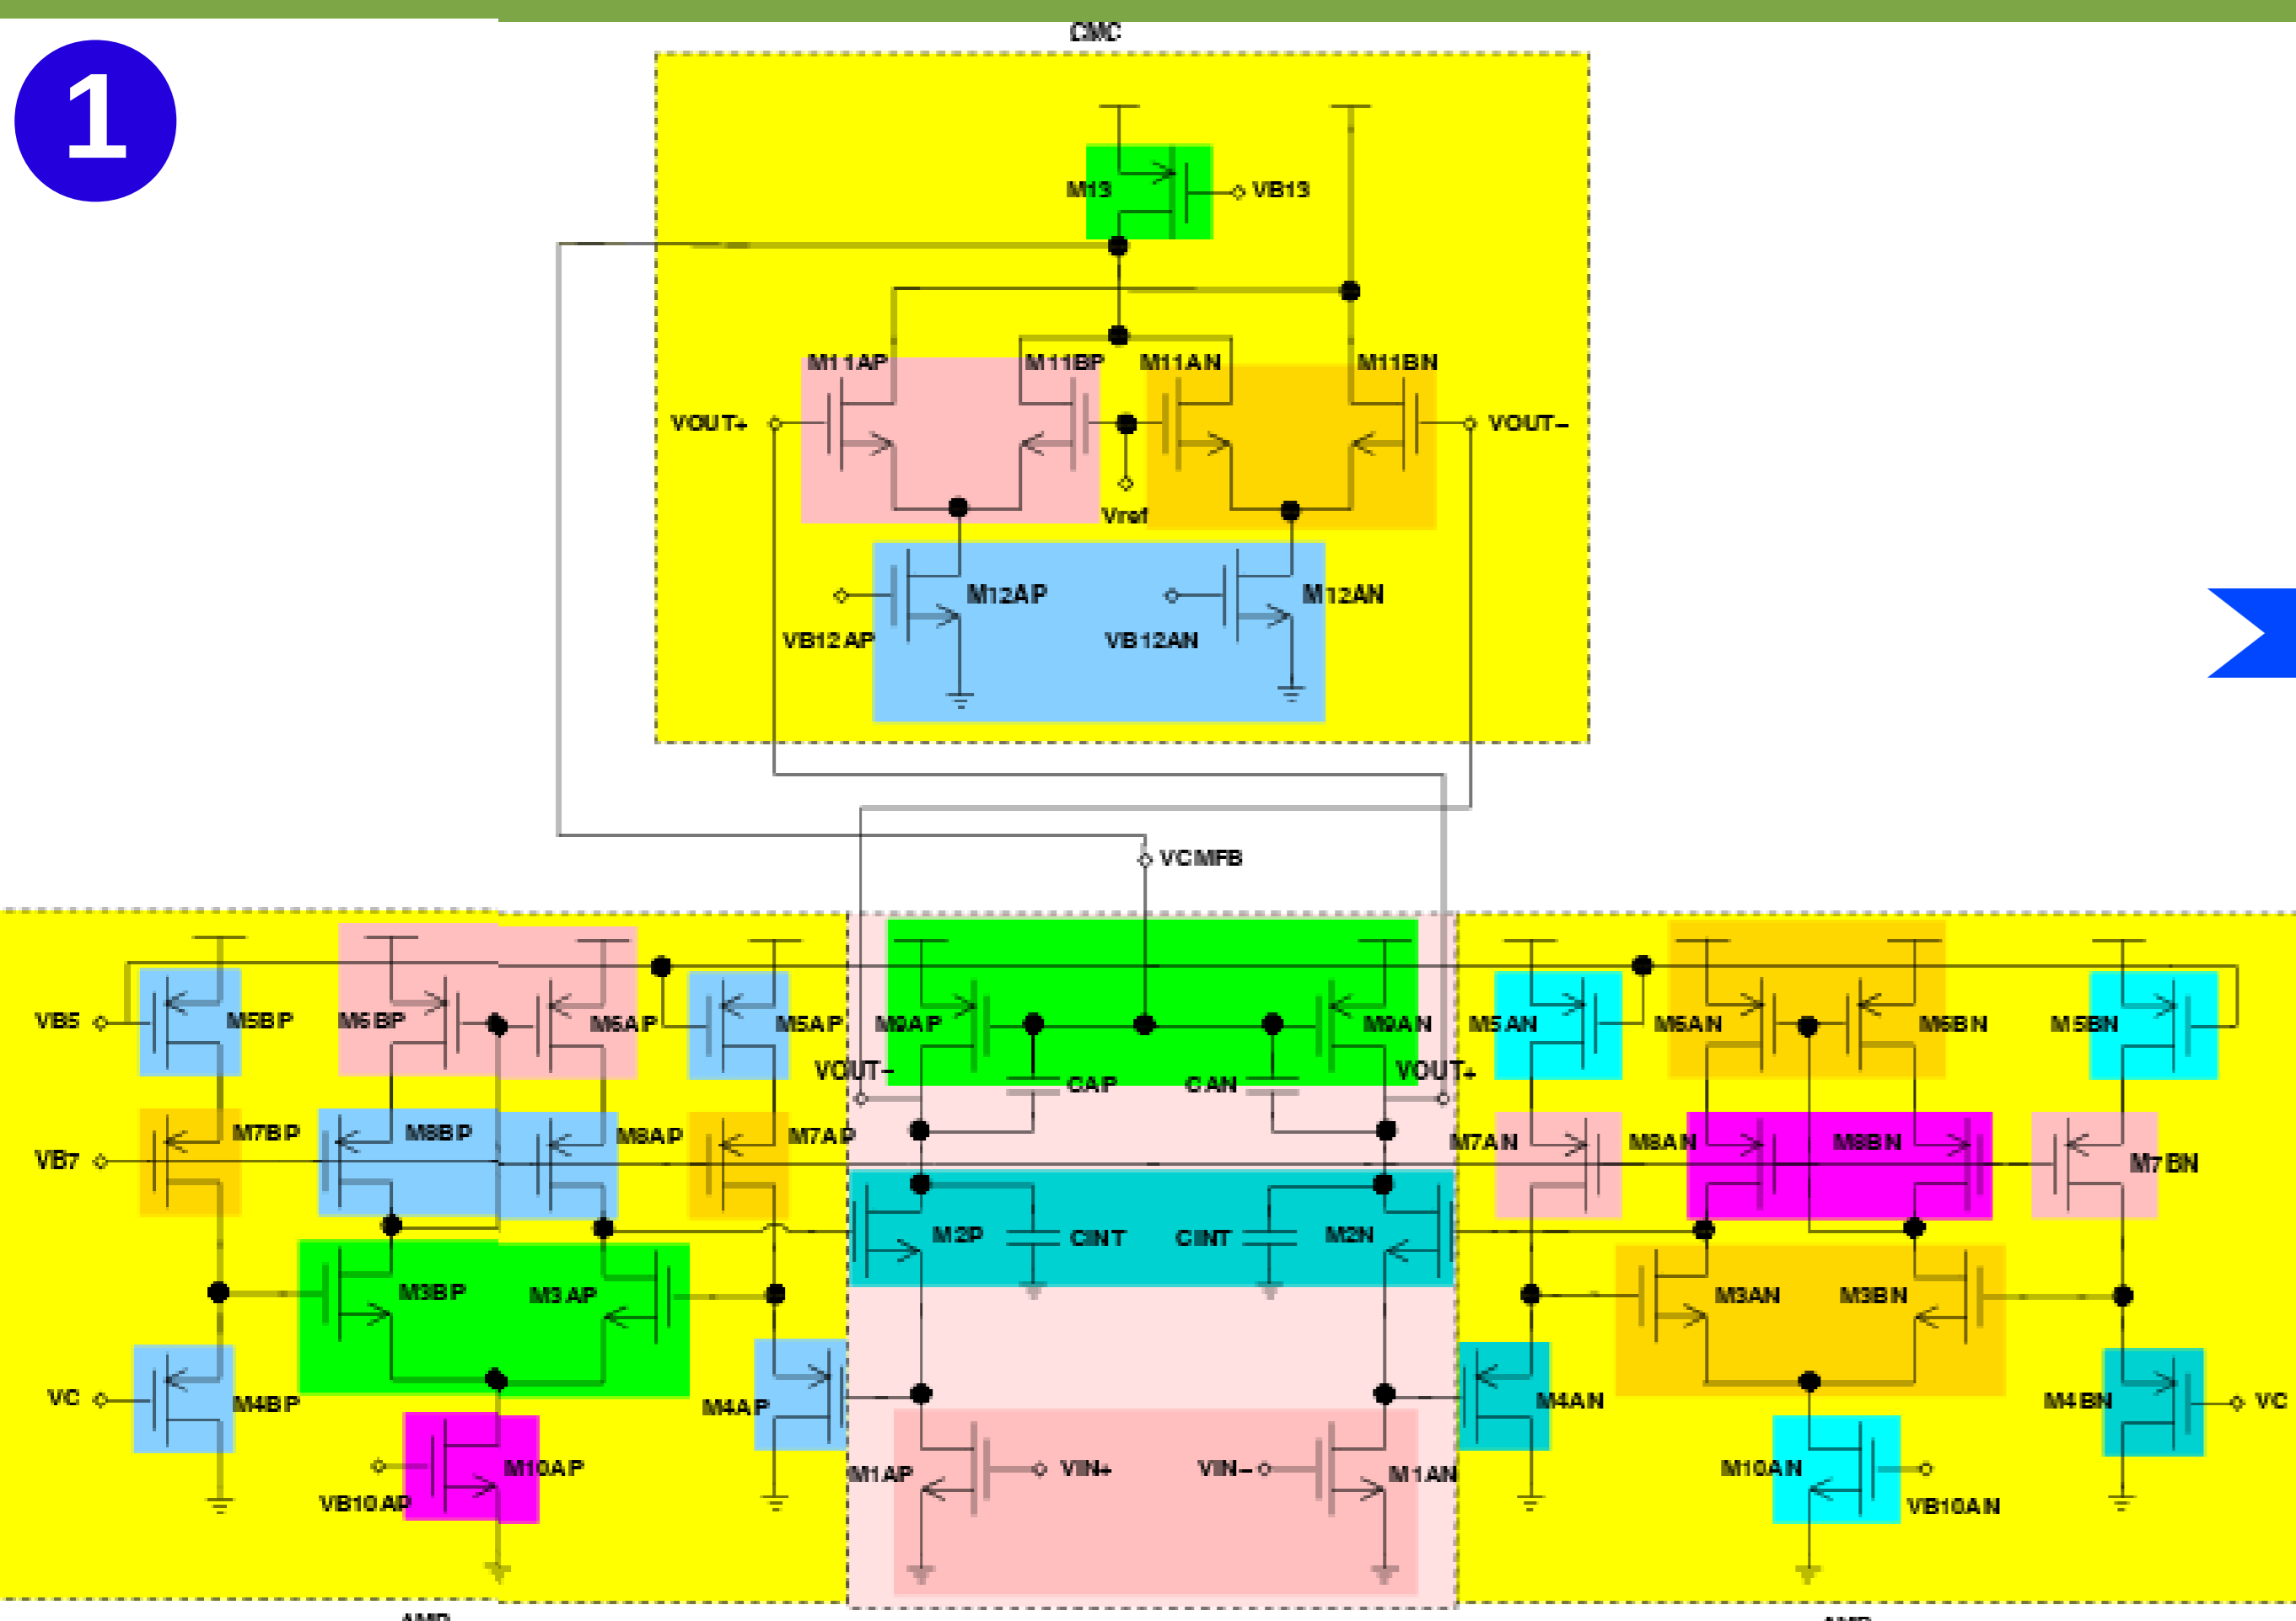 CMC
1
M13 VB13
M11AP M11BP M11AN M11BN
VOUT+ VOUT−
Vref
M12AP M12AN
VB12AP VB12AN
VCMFB
VB5 M5BP M6BP M6AP M5AP M9AP M9AN M5AN M6AN M6BN M5BN
VOUT− VOUT+
CAP CAN
VB7 M7BP M8BP M8AP M7AP M7AN M8AN M8BN M7BN
M2P CINT CINT M2N
M3BP M3AP M3AN M3BN
VC M4BP M4AP M4AN M4BN VC
M10AP M1AP VIN+ VIN− M1AN M10AN
VB10AP VB10AN
AMP AMP